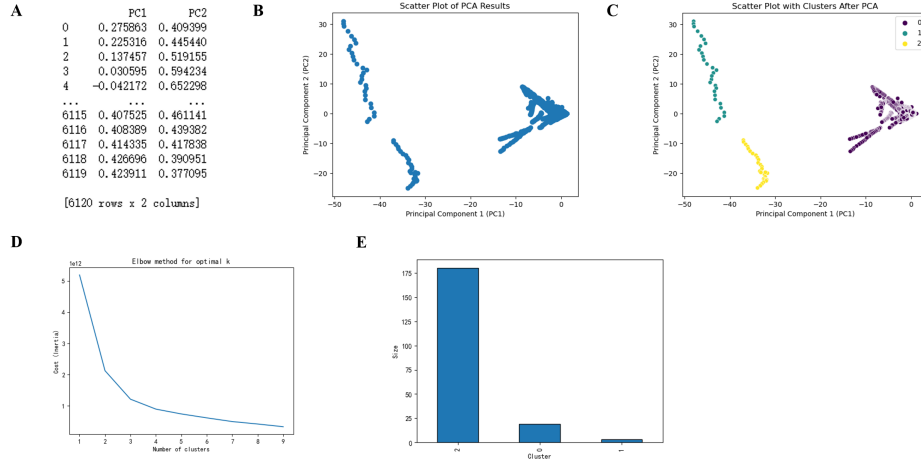 A
PC1 PC2
0 0.275863 0.409399
1 0.225316 0.445440
2 0.137457 0.519155
3 0.030595 0.594234
4 -0.042172 0.652298
... ... ...
6115 0.407525 0.461141
6116 0.408389 0.439382
6117 0.414335 0.417838
6118 0.426696 0.390951
6119 0.423911 0.377095
[6120 rows x 2 columns]
B
Scatter Plot of PCA Results
Principal Component 2 (PC2)
30
20
10
0
−10
−20
−50 −40 −30 −20 −10 0
Principal Component 1 (PC1)
C
Scatter Plot with Clusters After PCA
0
1
2
Principal Component 2 (PC2)
30
20
10
0
−10
−20
−50 −40 −30 −20 −10 0
Principal Component 1 (PC1)
D
Elbow method for optimal k
1e12
Cost (Inertia)
5
4
3
2
1
1 2 3 4 5 6 7 8 9
Number of clusters
E
Size
175
150
125
100
75
50
25
0
2 0 1
Cluster